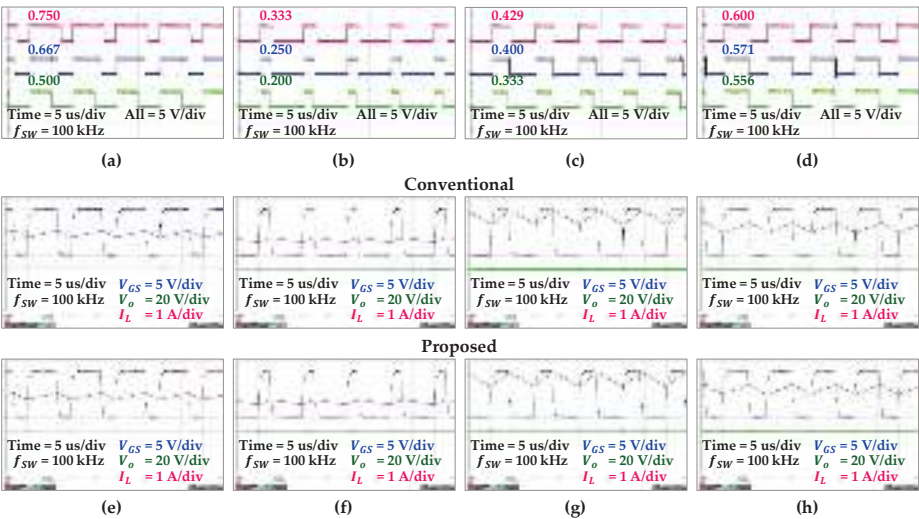 0.750
0.667
0.500
Time = 5 us/div All = 5 V/div
f_SW = 100 kHz
0.333
0.250
0.200
Time = 5 us/div All = 5 V/div
f_SW = 100 kHz
0.429
0.400
0.333
Time = 5 us/div All = 5 V/div
f_SW = 100 kHz
0.600
0.571
0.556
Time = 5 us/div All = 5 V/div
f_SW = 100 kHz
(a) (b) (c) (d)
Conventional
Time = 5 us/div V_GS = 5 V/div
f_SW = 100 kHz V_o = 20 V/div
I_L = 1 A/div
Time = 5 us/div V_GS = 5 V/div
f_SW = 100 kHz V_o = 20 V/div
I_L = 1 A/div
Time = 5 us/div V_GS = 5 V/div
f_SW = 100 kHz V_o = 20 V/div
I_L = 1 A/div
Time = 5 us/div V_GS = 5 V/div
f_SW = 100 kHz V_o = 20 V/div
I_L = 1 A/div
Proposed
Time = 5 us/div V_GS = 5 V/div
f_SW = 100 kHz V_o = 20 V/div
I_L = 1 A/div
Time = 5 us/div V_GS = 5 V/div
f_SW = 100 kHz V_o = 20 V/div
I_L = 1 A/div
Time = 5 us/div V_GS = 5 V/div
f_SW = 100 kHz V_o = 20 V/div
I_L = 1 A/div
Time = 5 us/div V_GS = 5 V/div
f_SW = 100 kHz V_o = 20 V/div
I_L = 1 A/div
(e) (f) (g) (h)